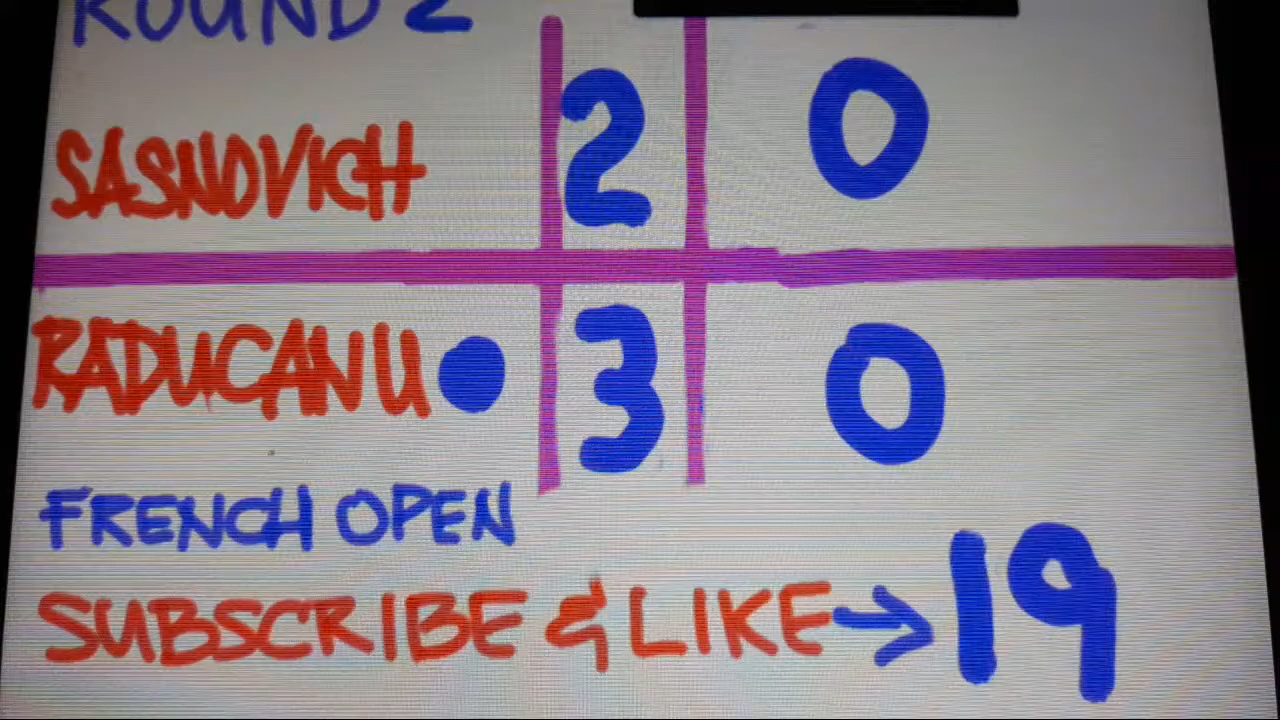 ROUND 2
SASNOVICH 2 0
RADUCANU 3 0
FRENCH OPEN
SUBSCRIBE & LIKE → 19